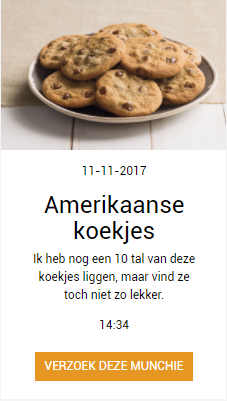 11-11-2017
Amerikaanse
koekjes
Ik heb nog een 10 tal van deze
koekjes liggen, maar vind ze
toch niet zo lekker.
14:34
VERZOEK DEZE MUNCHIE